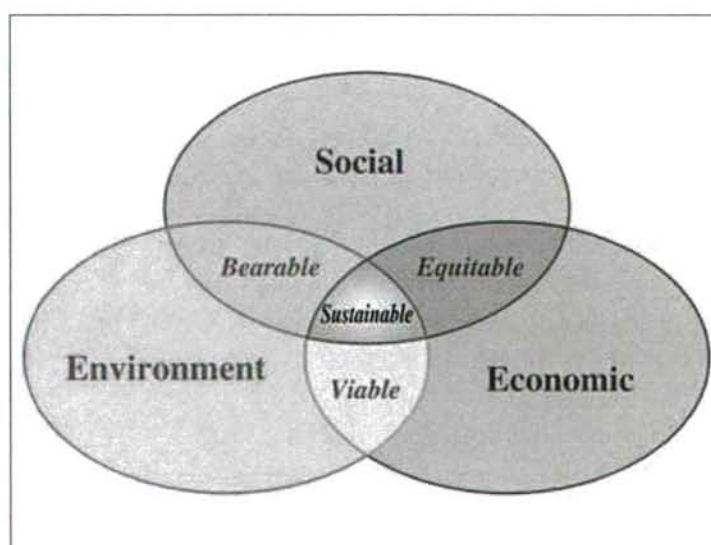 Social
Bearable
Equitable
Sustainable
Environment
Viable
Economic